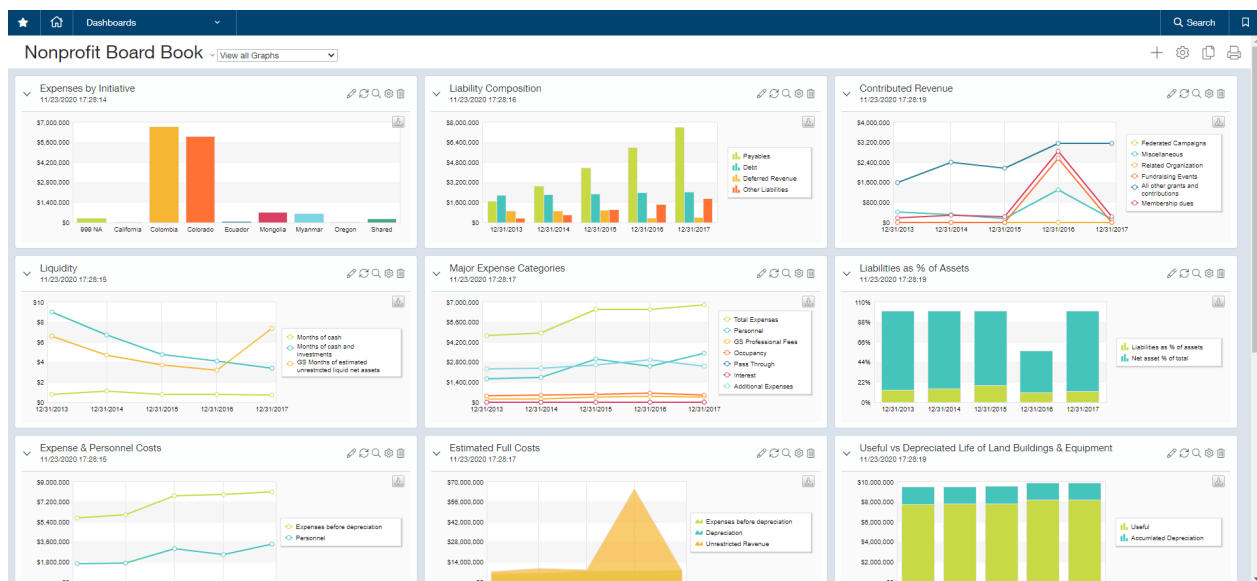 Dashboards
Search
Nonprofit Board Book
View all Graphs
Expenses by Initiative
11/23/2020 17:28:14
$7,000,000
$5,600,000
$4,200,000
$2,800,000
$1,400,000
$0
999 NA California Colombia Colorado Ecuador Mongolia Myanmar Oregon Shared
Liability Composition
11/23/2020 17:28:16
$8,000,000
$6,400,000
$4,800,000
$3,200,000
$1,600,000
$0
12/31/2013 12/31/2014 12/31/2015 12/31/2016 12/31/2017
Payables
Debt
Deferred Revenue
Other Liabilities
Contributed Revenue
11/23/2020 17:28:19
$4,000,000
$3,200,000
$2,400,000
$1,600,000
$800,000
$0
12/31/2013 12/31/2014 12/31/2015 12/31/2016 12/31/2017
Federated Campaigns
Miscellaneous
Related Organization
Fundraising Events
All other grants and
contributions
Membership dues
Liquidity
11/23/2020 17:28:15
$10
$8
$6
$4
$2
$0
12/31/2013 12/31/2014 12/31/2015 12/31/2016 12/31/2017
Months of cash
Months of cash and
investments
GS Months of estimated
unrestricted liquid net assets
Major Expense Categories
11/23/2020 17:28:17
$7,000,000
$5,600,000
$4,200,000
$2,800,000
$1,400,000
$0
12/31/2013 12/31/2014 12/31/2015 12/31/2016 12/31/2017
Total Expenses
Personnel
GS Professional Fees
Occupancy
Pass Through
Interest
Additional Expenses
Liabilities as % of Assets
11/23/2020 17:28:19
110%
88%
66%
44%
22%
0%
12/31/2013 12/31/2014 12/31/2015 12/31/2016 12/31/2017
Liabilities as % of assets
Net asset % of total
Expense & Personnel Costs
11/23/2020 17:28:15
$9,000,000
$7,200,000
$5,400,000
$3,600,000
$1,800,000
Expenses before depreciation
Personnel
Estimated Full Costs
11/23/2020 17:28:17
$70,000,000
$56,000,000
$42,000,000
$28,000,000
$14,000,000
Expenses before depreciation
Depreciation
Unrestricted Revenue
Useful vs Depreciated Life of Land Buildings & Equipment
11/23/2020 17:28:19
$10,000,000
$8,000,000
$6,000,000
$4,000,000
$2,000,000
Useful
Accumlated Depreciation